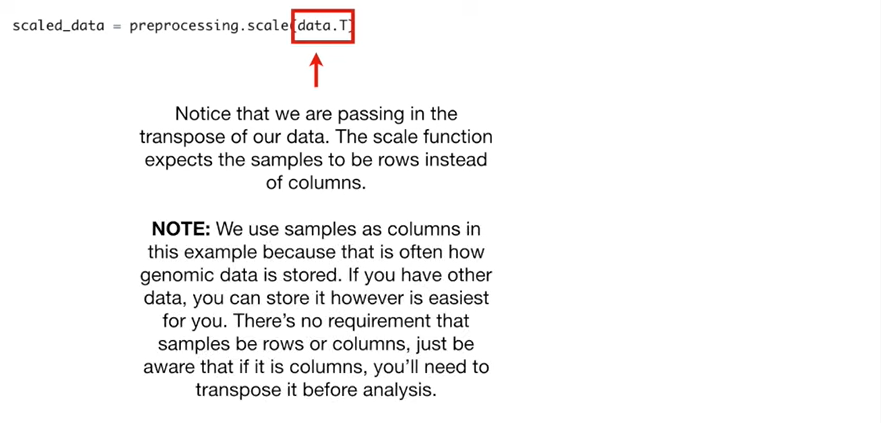 scaled_data = preprocessing.scale(data.T)
Notice that we are passing in the
transpose of our data. The scale function
expects the samples to be rows instead
of columns.
NOTE: We use samples as columns in
this example because that is often how
genomic data is stored. If you have other
data, you can store it however is easiest
for you. There’s no requirement that
samples be rows or columns, just be
aware that if it is columns, you’ll need to
transpose it before analysis.